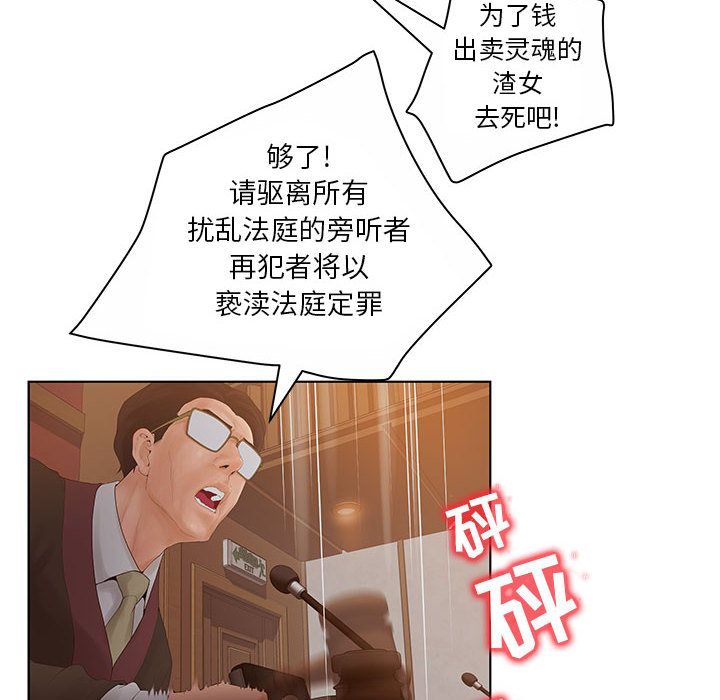 为了钱
出卖灵魂的
渣女
去死吧!
够了!
请驱离所有
扰乱法庭的旁听者
再犯者将以
亵渎法庭定罪
EXIT
砰
砰